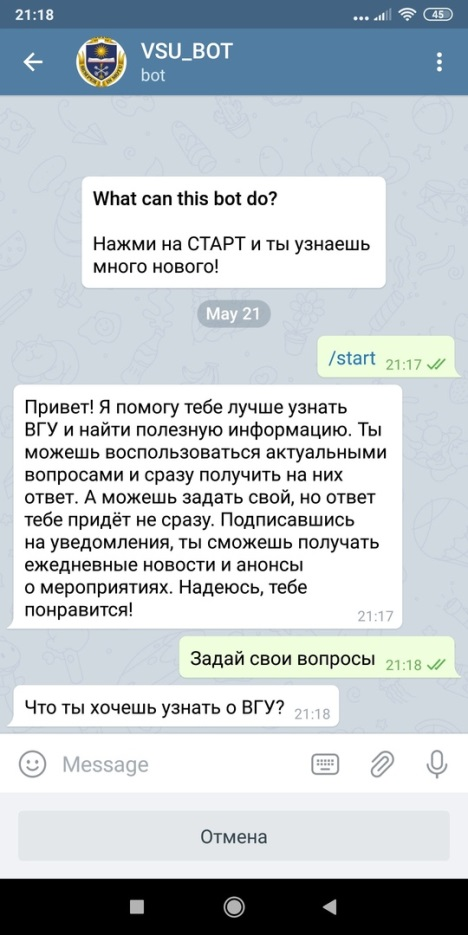 21:18
45
VSU_BOT
bot
What can this bot do?
Нажми на СТАРТ и ты узнаешь
много нового!
May 21
/start 21:17
Привет! Я помогу тебе лучше узнать
ВГУ и найти полезную информацию. Ты
можешь воспользоваться актуальными
вопросами и сразу получить на них
ответ. А можешь задать свой, но ответ
тебе придёт не сразу. Подписавшись
на уведомления, ты сможешь получать
ежедневные новости и анонсы
о мероприятиях. Надеюсь, тебе
понравится! 21:17
Задай свои вопросы 21:18
Что ты хочешь узнать о ВГУ? 21:18
Message
Отмена